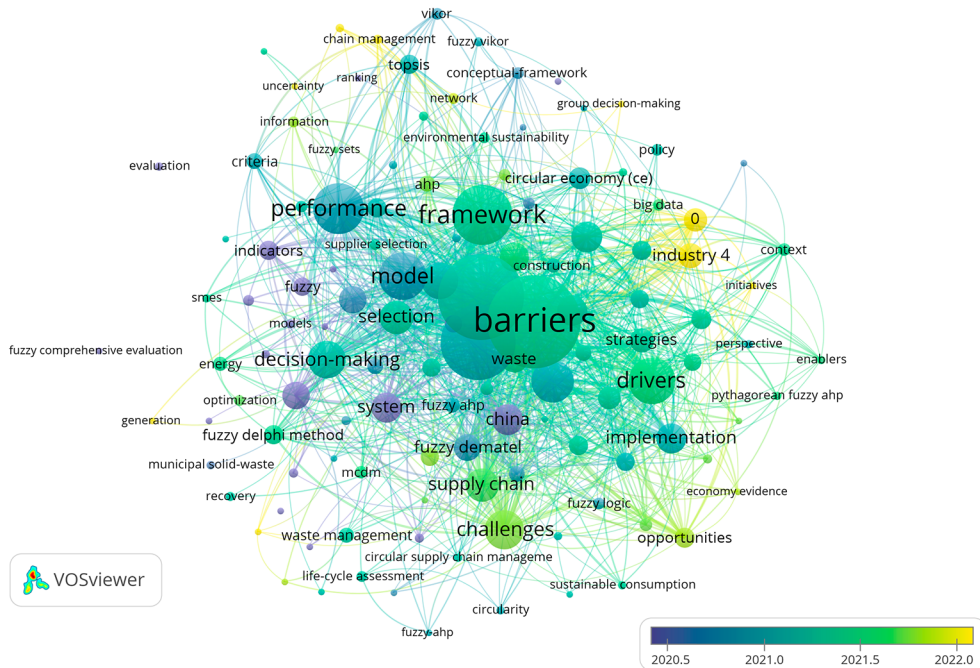 vikor
chain management
fuzzy vikor
topsis
ranking
conceptual framework
uncertainty
network
group decision-making
information
environmental sustainability
fuzzy sets
policy
criteria
evaluation
circular economy (ce)
ahp
big data
performance
framework
0
supplier selection
indicators
context
industry 4
construction
model
fuzzy
initiatives
smes
selection
barriers
models
strategies
perspective
fuzzy comprehensive evaluation
decision-making
waste
enablers
energy
drivers
pythagorean fuzzy ahp
optimization
system
fuzzy ahp
generation
china
fuzzy delphi method
implementation
fuzzy dematel
municipal solid-waste
mcdm
supply chain
economy evidence
recovery
fuzzy logic
challenges
waste management
opportunities
circular supply chain manageme
life-cycle assessment
sustainable consumption
VOSviewer
circularity
fuzzy-ahp
2020.5 2021.0 2021.5 2022.0